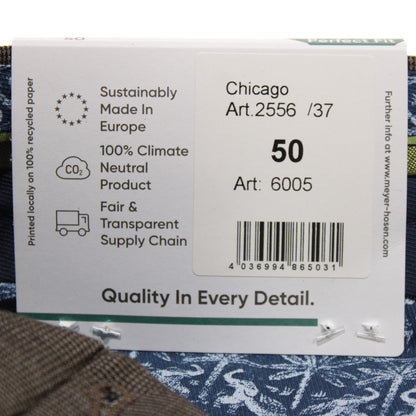 50
Perfect Fit
Sustainably
Made In
Europe
CO₂
100% Climate
Neutral
Product
Fair &
Transparent
Supply Chain
Printed locally on 100% recycled paper
Chicago
Art.2556 /37
50
Art: 6005
4 036994 865031
Further info at www.meyer-hosen.com
Quality In Every Detail.